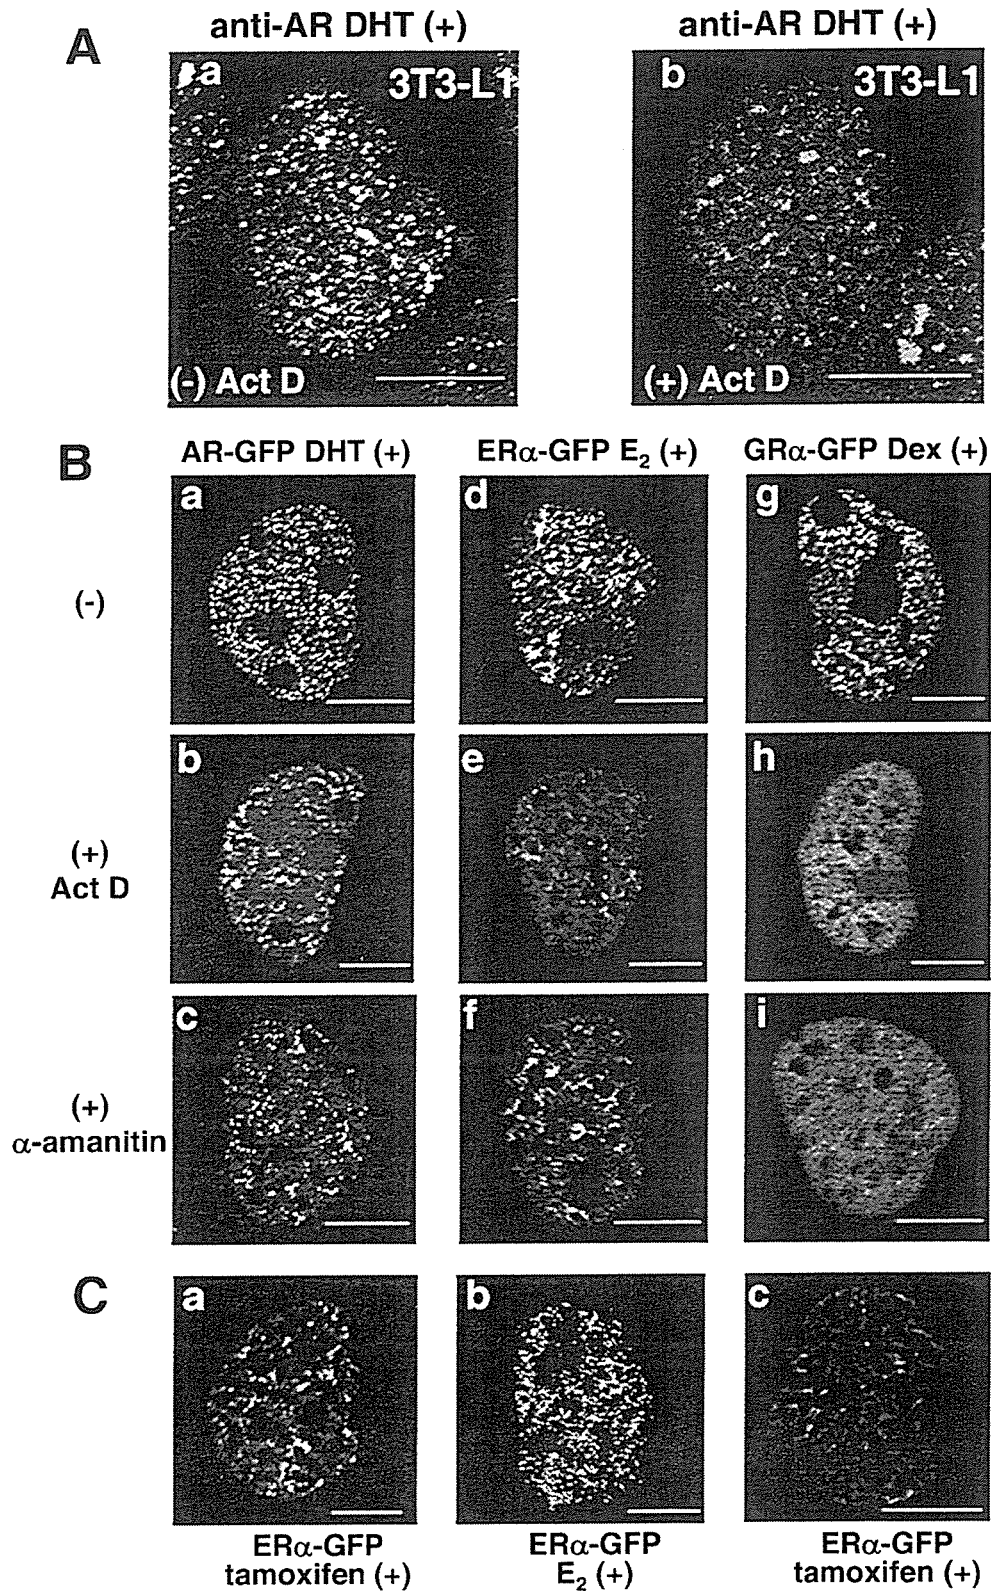 A
anti-AR DHT (+)
anti-AR DHT (+)
a
3T3-L1
b
3T3-L1
(-) Act D
(+) Act D
B
AR-GFP DHT (+)
ERα-GFP E₂ (+)
GRα-GFP Dex (+)
a
d
g
(-)
b
e
h
(+)
Act D
c
f
i
(+)
α-amanitin
C
a
b
c
ERα-GFP
tamoxifen (+)
ERα-GFP
E₂ (+)
ERα-GFP
tamoxifen (+)